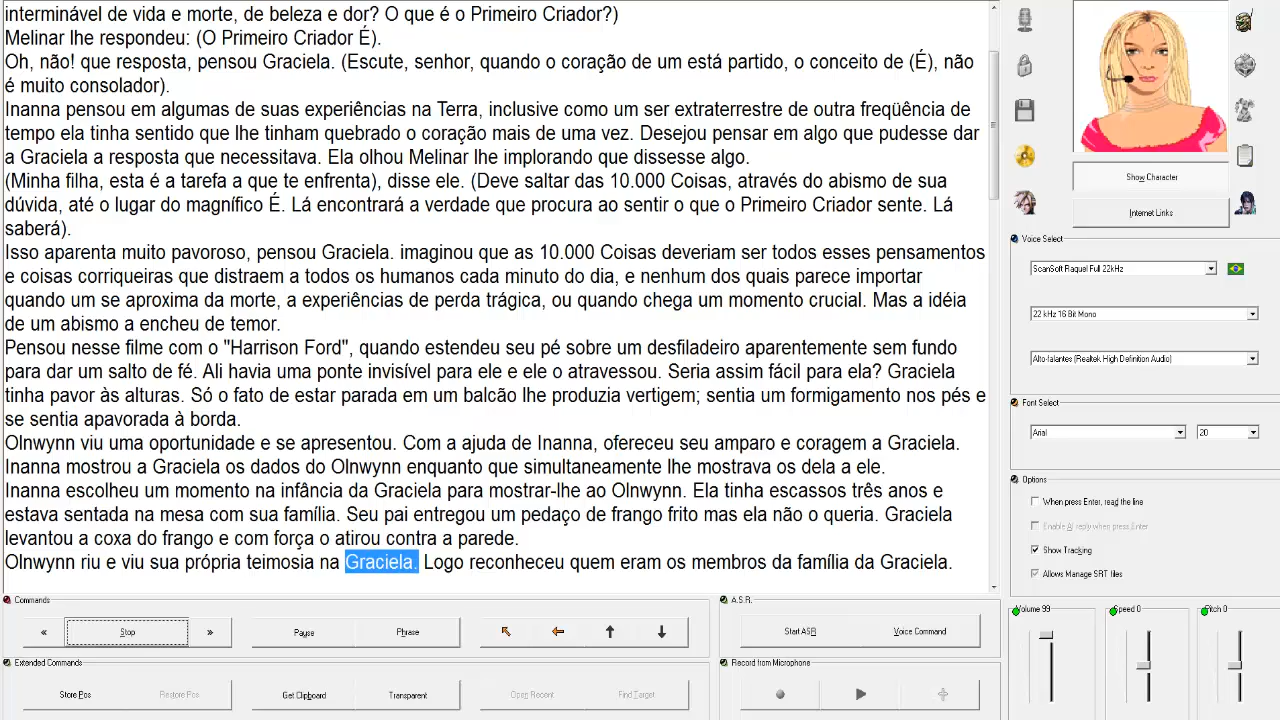 interminável de vida e morte, de beleza e dor? O que é o Primeiro Criador?)
Melinar lhe respondeu: (O Primeiro Criador É).
Oh, não! que resposta, pensou Graciela. (Escute, senhor, quando o coração de um está partido, o conceito de (É), não
é muito consolador).
Inanna pensou em algumas de suas experiências na Terra, inclusive como um ser extraterrestre de outra freqüência de
tempo ela tinha sentido que lhe tinham quebrado o coração mais de uma vez. Desejou pensar em algo que pudesse dar
a Graciela a resposta que necessitava. Ela olhou Melinar lhe implorando que dissesse algo.
(Minha filha, esta é a tarefa a que te enfrenta), disse ele. (Deve saltar das 10.000 Coisas, através do abismo de sua
dúvida, até o lugar do magnífico É. Lá encontrará a verdade que procura ao sentir o que o Primeiro Criador sente. Lá
saberá).
Isso aparenta muito pavoroso, pensou Graciela. imaginou que as 10.000 Coisas deveriam ser todos esses pensamentos
e coisas corriqueiras que distraem a todos os humanos cada minuto do dia, e nenhum dos quais parece importar
quando um se aproxima da morte, a experiências de perda trágica, ou quando chega um momento crucial. Mas a idéia
de um abismo a encheu de temor.
Pensou nesse filme com o "Harrison Ford", quando estendeu seu pé sobre um desfiladeiro aparentemente sem fundo
para dar um salto de fé. Ali havia uma ponte invisível para ele e ele o atravessou. Seria assim fácil para ela? Graciela
tinha pavor às alturas. Só o fato de estar parada em um balcão lhe produzia vertigem; sentia um formigamento nos pés e
se sentia apavorada à borda.
Olnwynn viu uma oportunidade e se apresentou. Com a ajuda de Inanna, ofereceu seu amparo e coragem a Graciela.
Inanna mostrou a Graciela os dados do Olnwynn enquanto que simultaneamente lhe mostrava os dela a ele.
Inanna escolheu um momento na infância da Graciela para mostrar-lhe ao Olnwynn. Ela tinha escassos três anos e
estava sentada na mesa com sua família. Seu pai entregou um pedaço de frango frito mas ela não o queria. Graciela
levantou a coxa do frango e com força o atirou contra a parede.
Olnwynn riu e viu sua própria teimosia na Graciela. Logo reconheceu quem eram os membros da família da Graciela.
Show Character
Internet Links
Voice Select
ScanSoft Raquel Full 22kHz
22 kHz 16 Bit Mono
Alto-falantes (Realtek High Definition Audio)
Font Select
Arial 20
Options
When press Enter, read the line
Enable AI reply when press Enter
Show Tracking
Allows Manage SRT files
Volume 99 Speed 0 Pitch 0
Commands
« Stop » Pause Phrase
A.S.R.
Start ASR Voice Command
Extended Commands
Store Pos Restore Pos Get Clipboard Transparent Open Recent Find Target
Record from Microphone